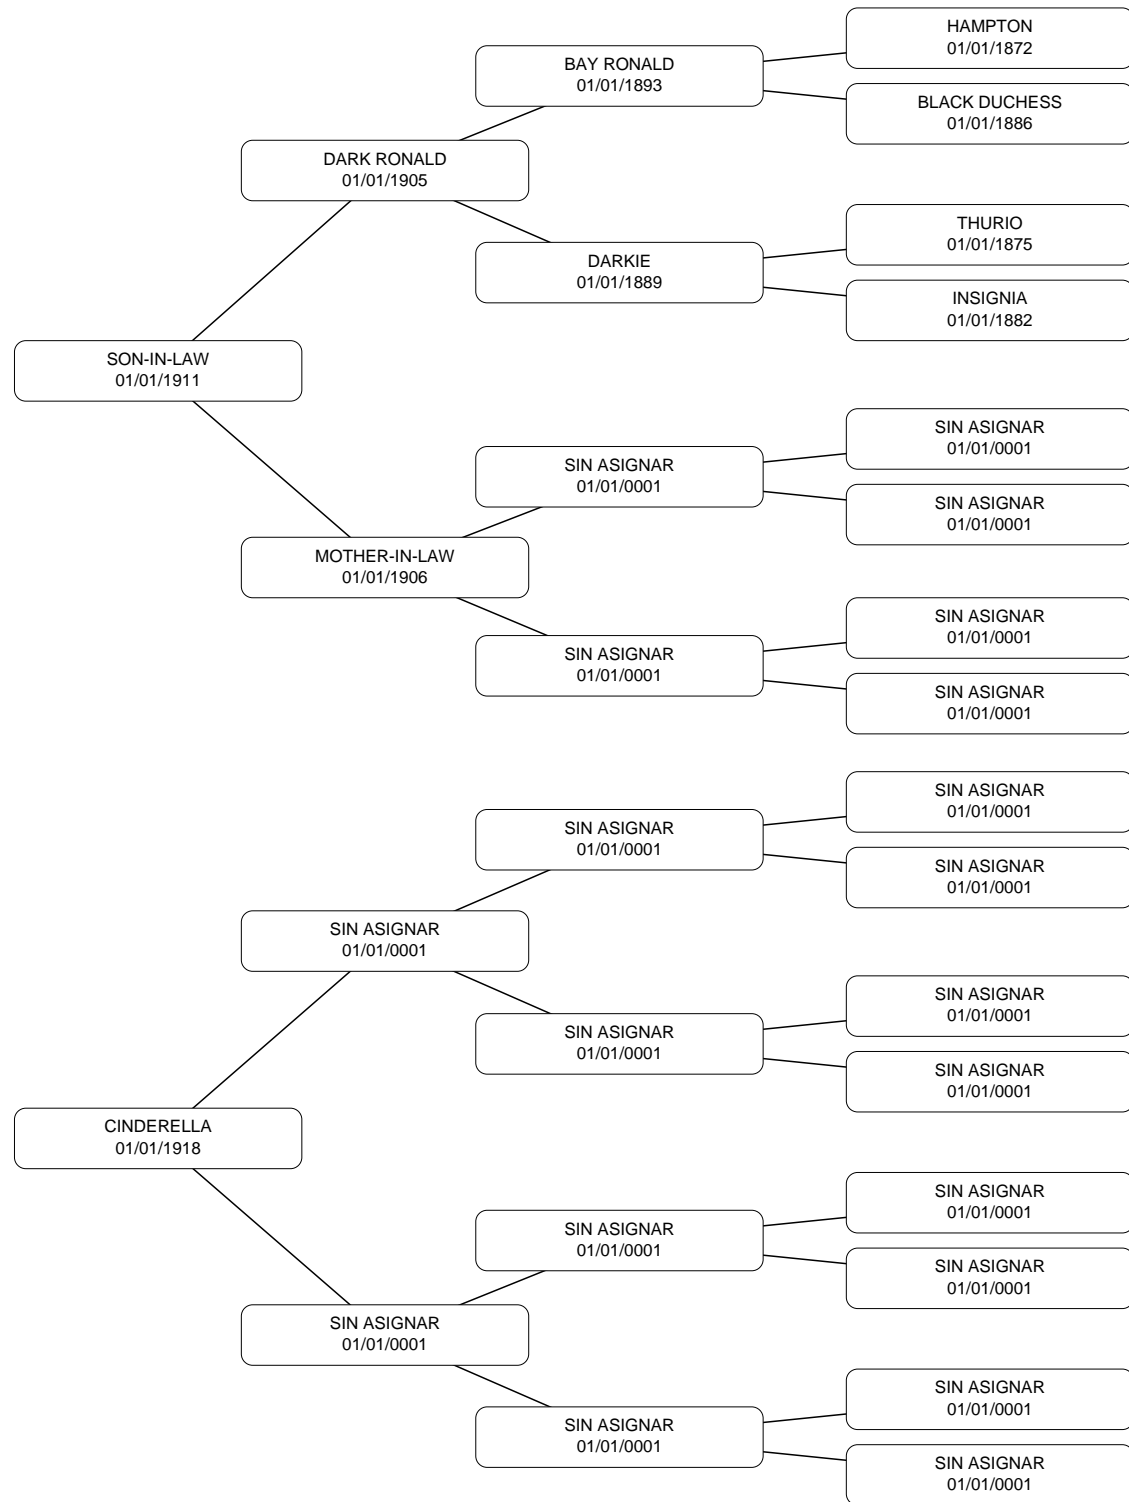 HAMPTON
01/01/1872
BAY RONALD
01/01/1893
BLACK DUCHESS
01/01/1886
DARK RONALD
01/01/1905
THURIO
01/01/1875
DARKIE
01/01/1889
INSIGNIA
01/01/1882
SON-IN-LAW
01/01/1911
SIN ASIGNAR
01/01/0001
SIN ASIGNAR
01/01/0001
SIN ASIGNAR
01/01/0001
MOTHER-IN-LAW
01/01/1906
SIN ASIGNAR
01/01/0001
SIN ASIGNAR
01/01/0001
SIN ASIGNAR
01/01/0001
SIN ASIGNAR
01/01/0001
SIN ASIGNAR
01/01/0001
SIN ASIGNAR
01/01/0001
SIN ASIGNAR
01/01/0001
SIN ASIGNAR
01/01/0001
SIN ASIGNAR
01/01/0001
SIN ASIGNAR
01/01/0001
CINDERELLA
01/01/1918
SIN ASIGNAR
01/01/0001
SIN ASIGNAR
01/01/0001
SIN ASIGNAR
01/01/0001
SIN ASIGNAR
01/01/0001
SIN ASIGNAR
01/01/0001
SIN ASIGNAR
01/01/0001
SIN ASIGNAR
01/01/0001